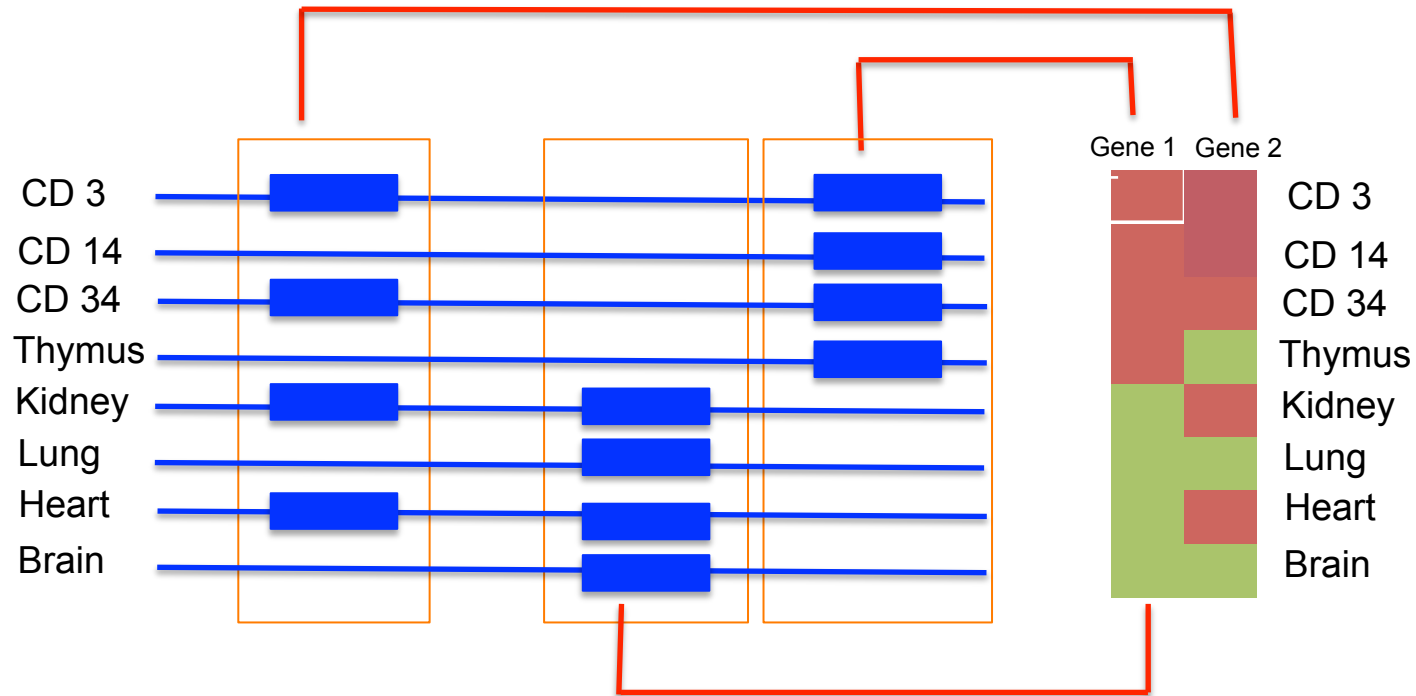 Gene 1 Gene 2
CD 3 CD 3
CD 14 CD 14
CD 34 CD 34
Thymus Thymus
Kidney Kidney
Lung Lung
Heart Heart
Brain Brain